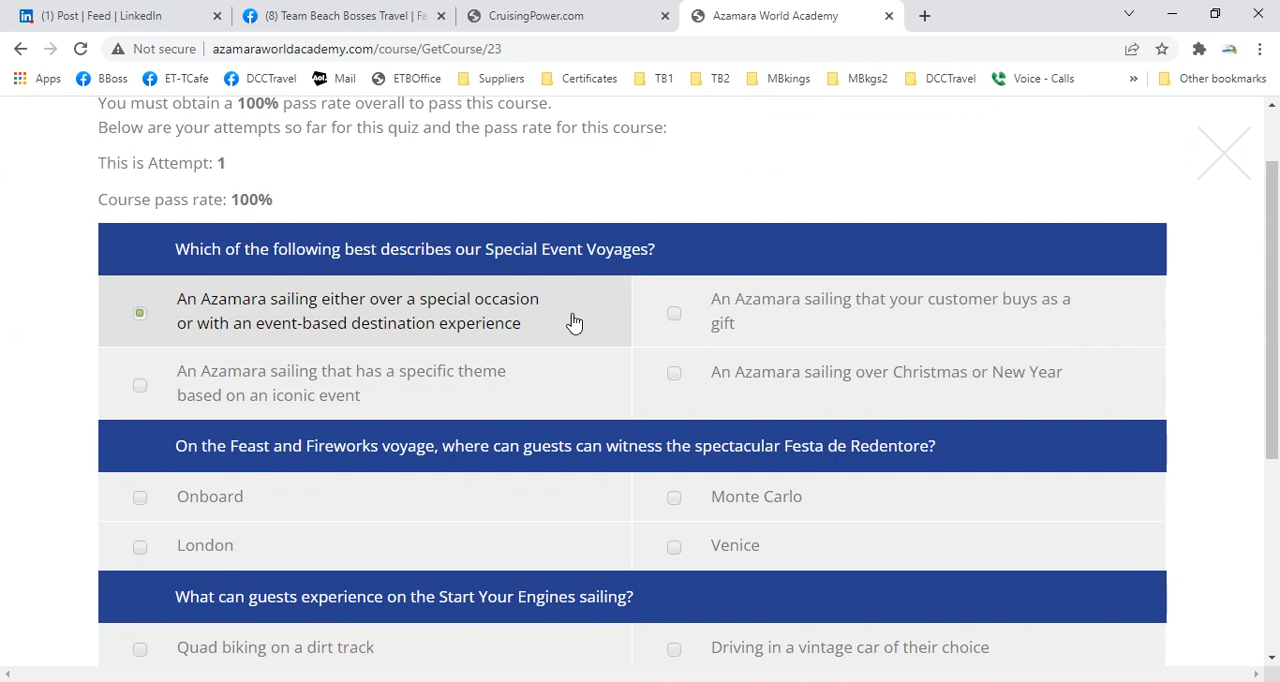 (1) Post | Feed | LinkedIn
(8) Team Beach Bosses Travel | Fa
CruisingPower.com
Azamara World Academy
Not secure
azamaraworldacademy.com/course/GetCourse/23
Apps
BBoss
ET-TCafe
DCCTravel
Aol.
Mail
ETBOffice
Suppliers
Certificates
TB1
TB2
MBkings
MBkgs2
DCCTravel
Voice - Calls
»
Other bookmarks
You must obtain a 100% pass rate overall to pass this course.
Below are your attempts so far for this quiz and the pass rate for this course:
This is Attempt: 1
Course pass rate: 100%
Which of the following best describes our Special Event Voyages?
An Azamara sailing either over a special occasion
or with an event-based destination experience
An Azamara sailing that your customer buys as a
gift
An Azamara sailing that has a specific theme
based on an iconic event
An Azamara sailing over Christmas or New Year
On the Feast and Fireworks voyage, where can guests can witness the spectacular Festa de Redentore?
Onboard
Monte Carlo
London
Venice
What can guests experience on the Start Your Engines sailing?
Quad biking on a dirt track
Driving in a vintage car of their choice